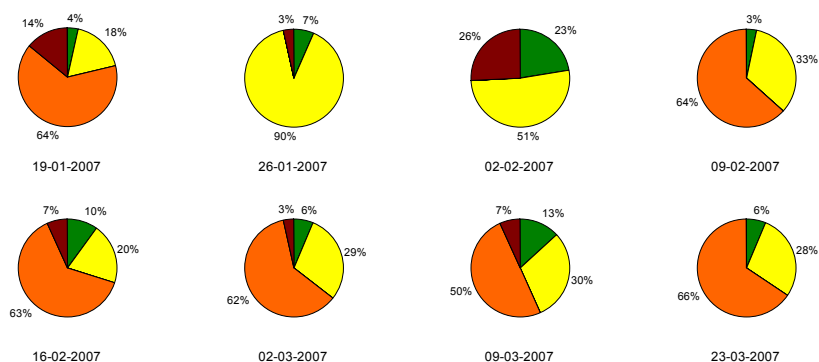 14% 4% 18% 64%
19-01-2007
3% 7% 90%
26-01-2007
26% 23% 51%
02-02-2007
3% 33% 64%
09-02-2007
7% 10% 20% 63%
16-02-2007
3% 6% 29% 62%
02-03-2007
7% 13% 30% 50%
09-03-2007
6% 28% 66%
23-03-2007